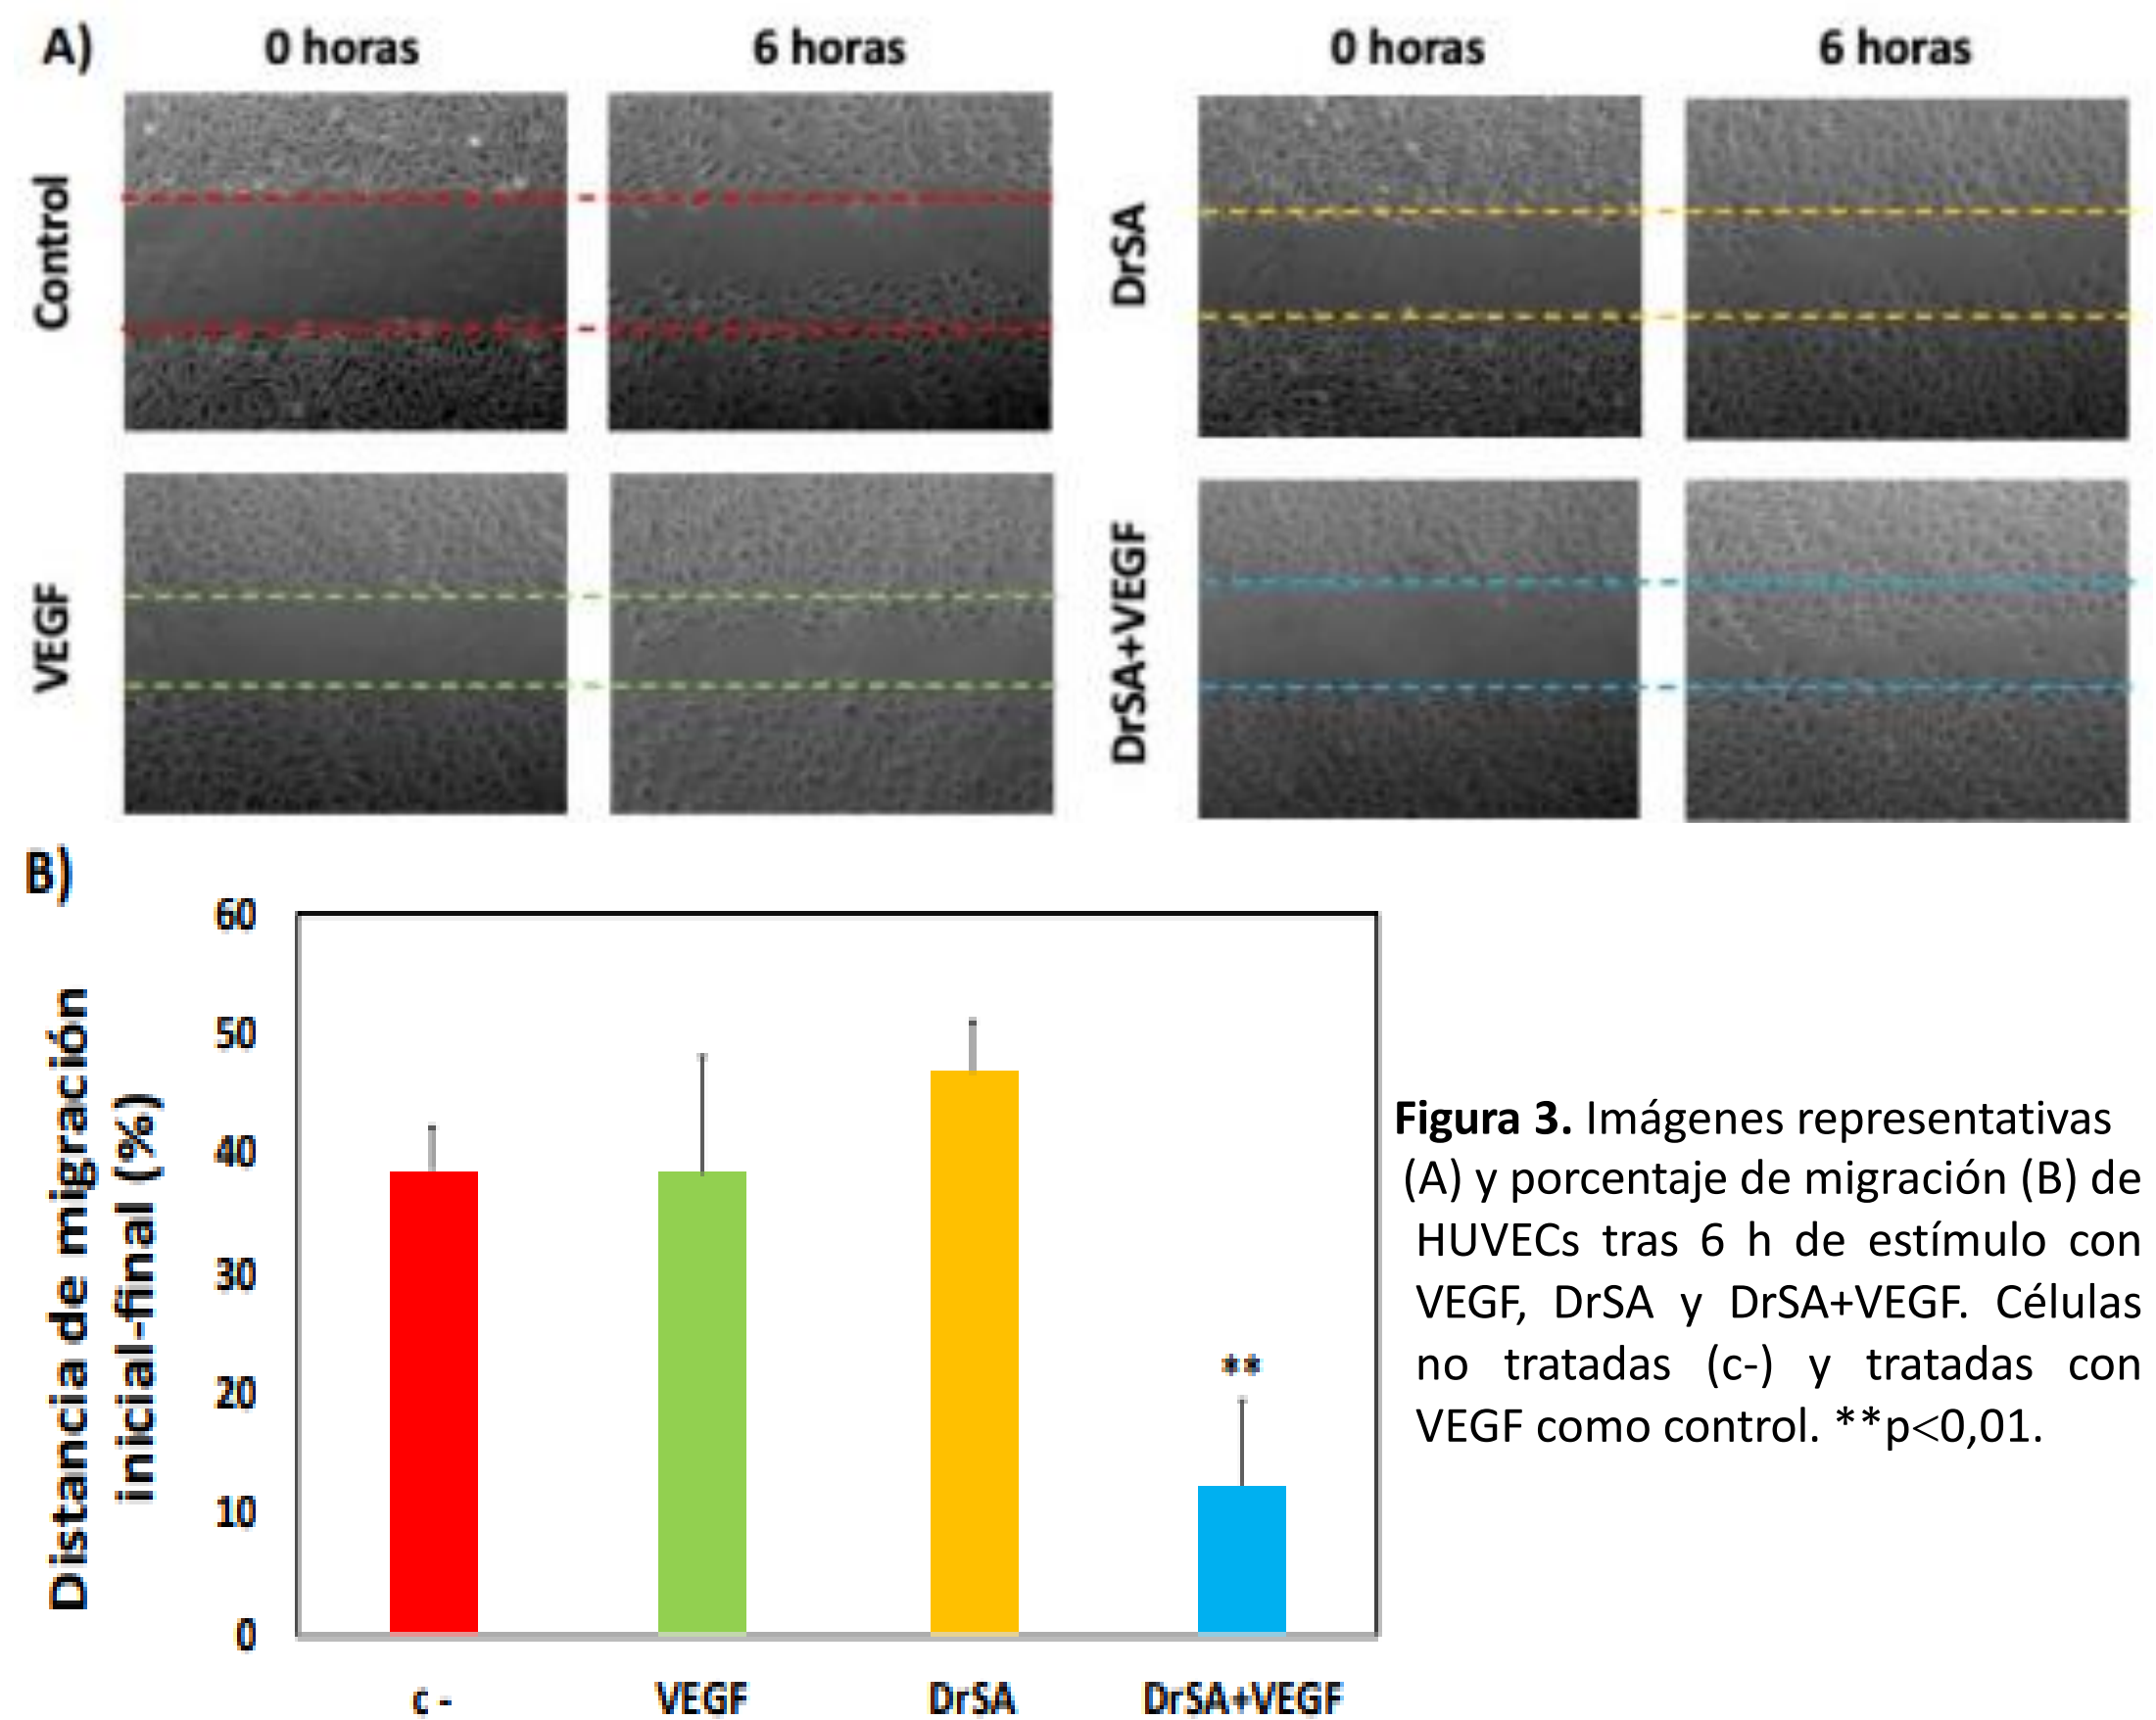 A)
0 horas
6 horas
0 horas
6 horas
Control
DrSA
VEGF
DrSA+VEGF
B)
Distancia de migración
inicial-final (%)
60
50
40
30
20
10
0
**
c -
VEGF
DrSA
DrSA+VEGF
Figura 3. Imágenes representativas
(A) y porcentaje de migración (B) de
HUVECs tras 6 h de estímulo con
VEGF, DrSA y DrSA+VEGF. Células
no tratadas (c-) y tratadas con
VEGF como control. **p<0,01.